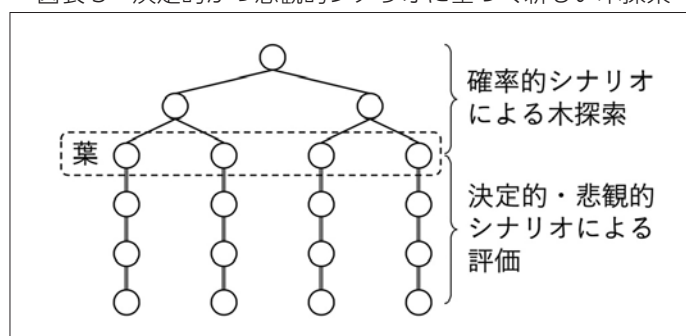 確率的シナリオ
による木探索
葉
決定的・悲観的
シナリオによる
評価